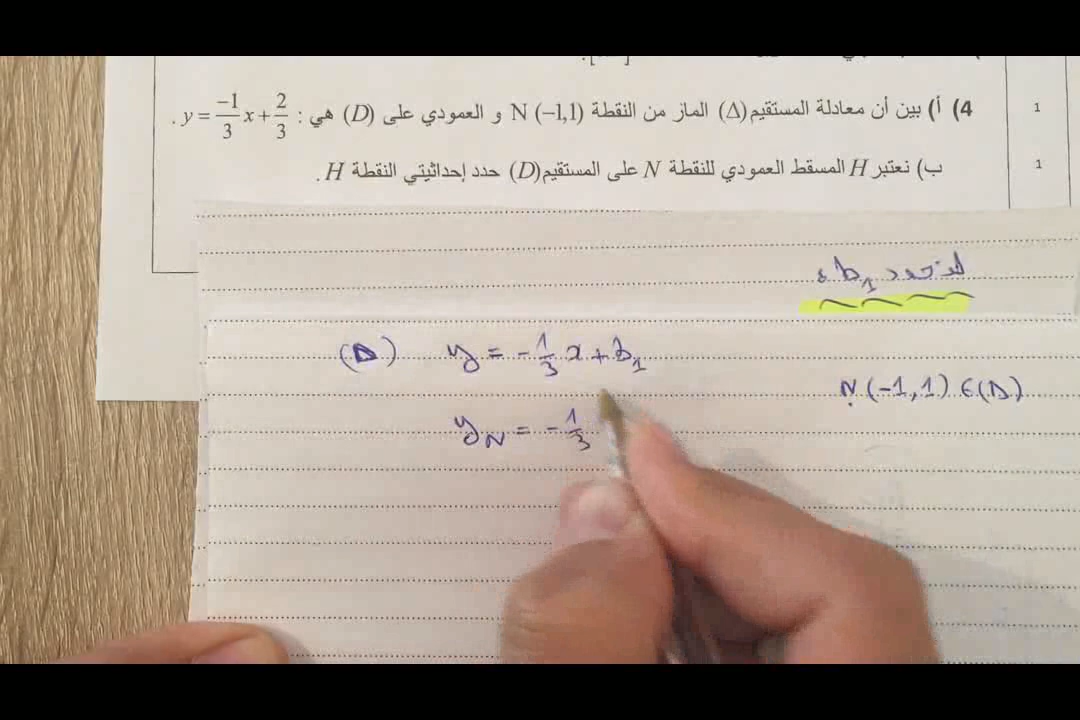 4) أ) بين أن معادلة المستقيم (Δ) المار من النقطة N (−1,1) و العمودي على (D) هي : y = −1/3 x + 2/3 .
1
ب) نعتبر H المسقط العمودي للنقطة N على المستقيم (D) حدد إحداثيتي النقطة H .
1
لنحدد b₁ :
(Δ) y = -1/3 x + b₁
N (-1, 1) ∈ (Δ)
y_N = -1/3